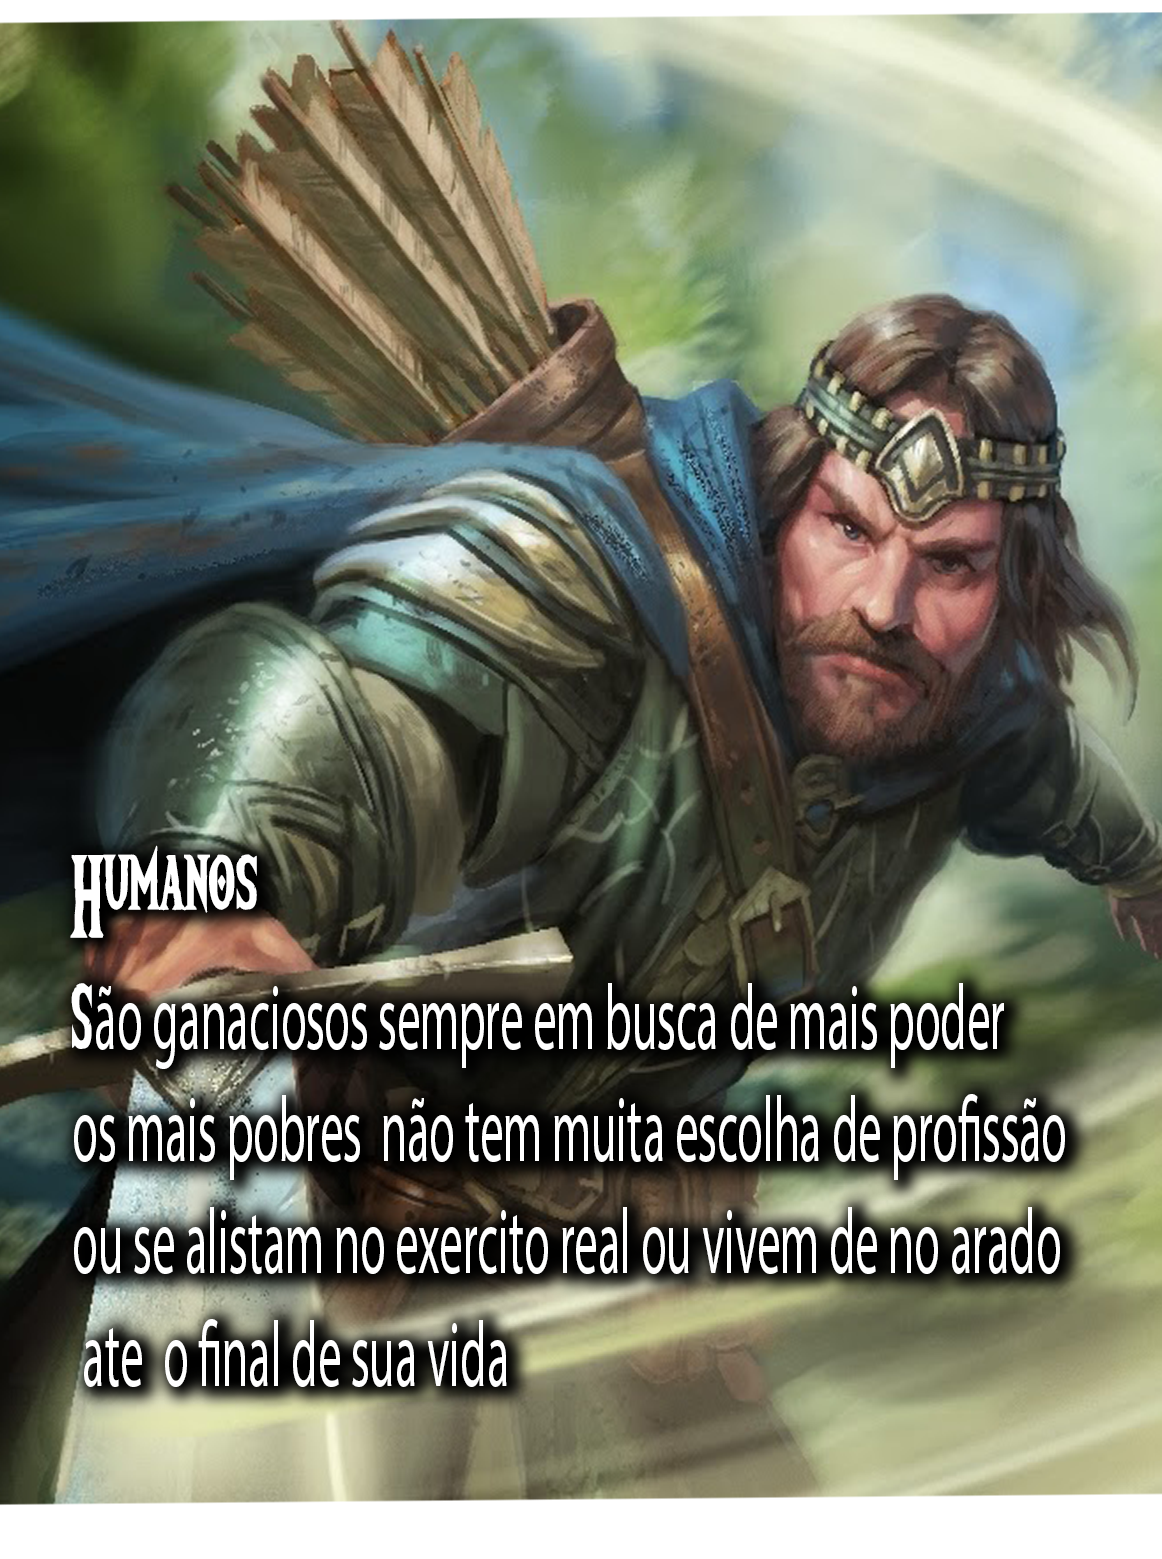 Humanos
São ganaciosos sempre em busca de mais poder
os mais pobres não tem muita escolha de profissão
ou se alistam no exercito real ou vivem de no arado
ate o final de sua vida